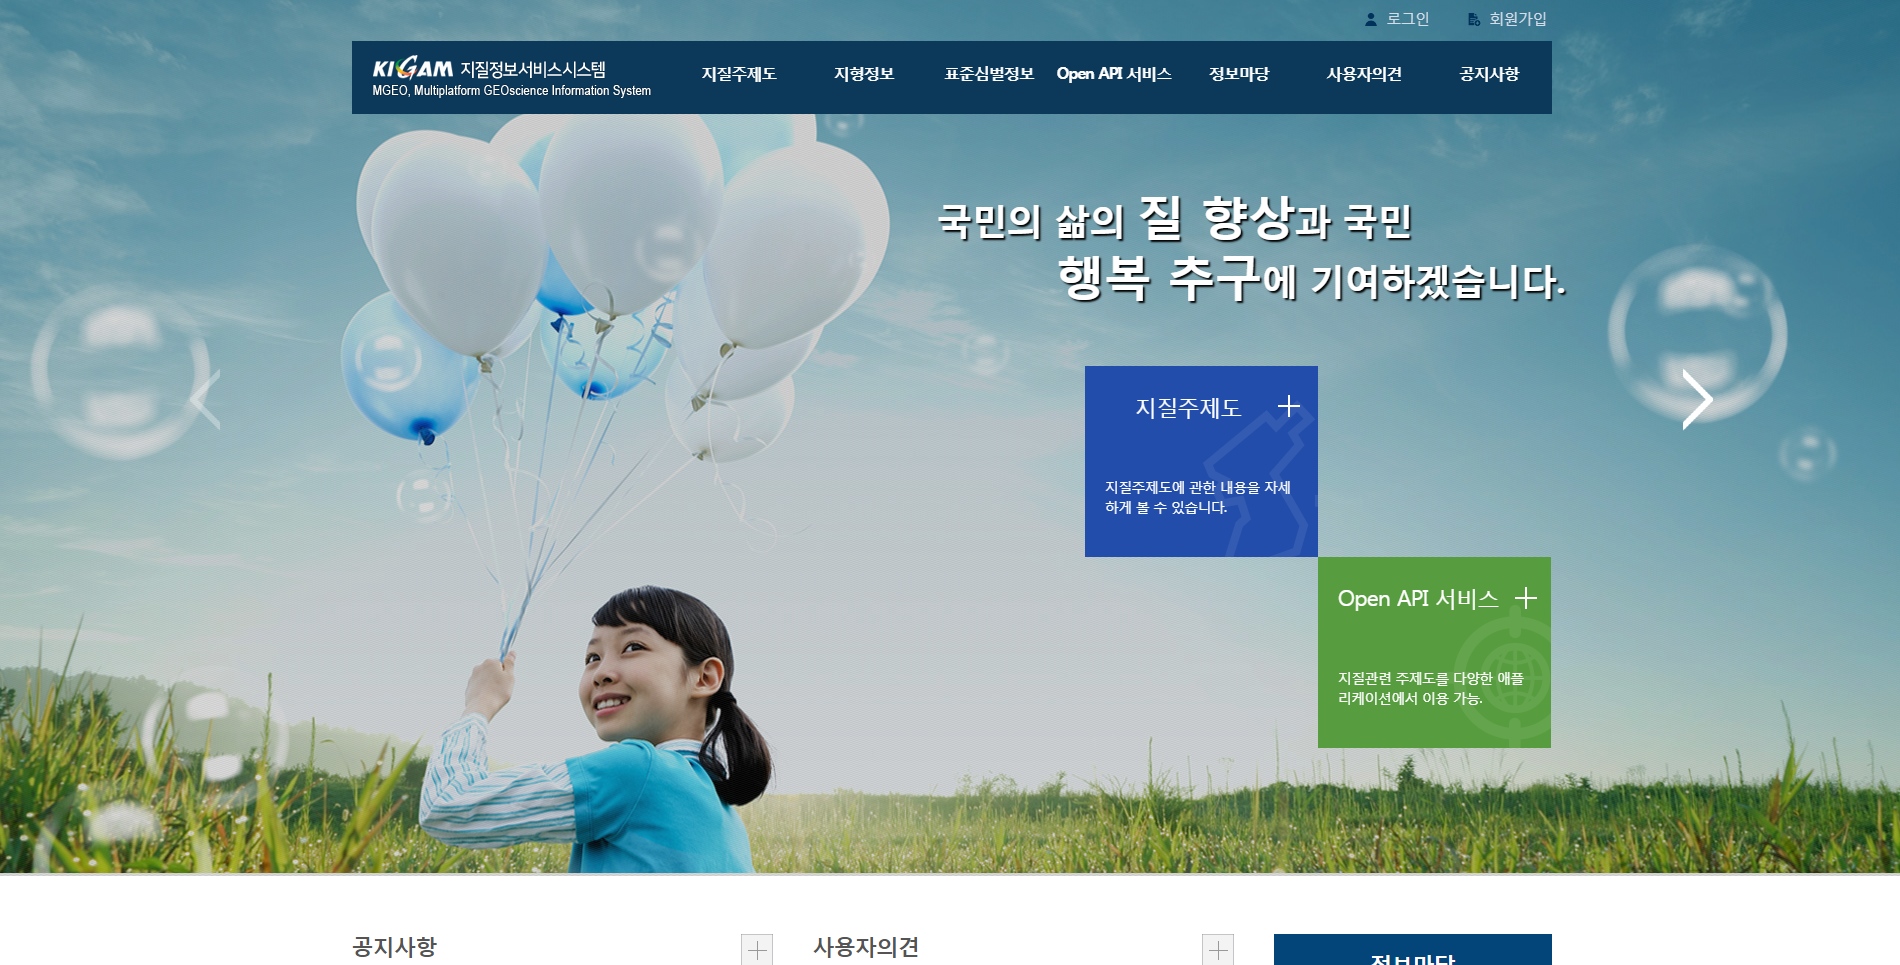 로그인 회원가입
KIGAM 지질정보서비스시스템
MGEO, Multiplatform GEOscience Information System
지질주제도 지형정보 표준심벌정보 Open API 서비스 정보마당 사용자의견 공지사항
국민의 삶의 질 향상과 국민
행복 추구에 기여하겠습니다.
지질주제도
지질주제도에 관한 내용을 자세
하게 볼 수 있습니다.
Open API 서비스
지질관련 주제도를 다양한 애플
리케이션에서 이용 가능.
공지사항 사용자의견
정보마당